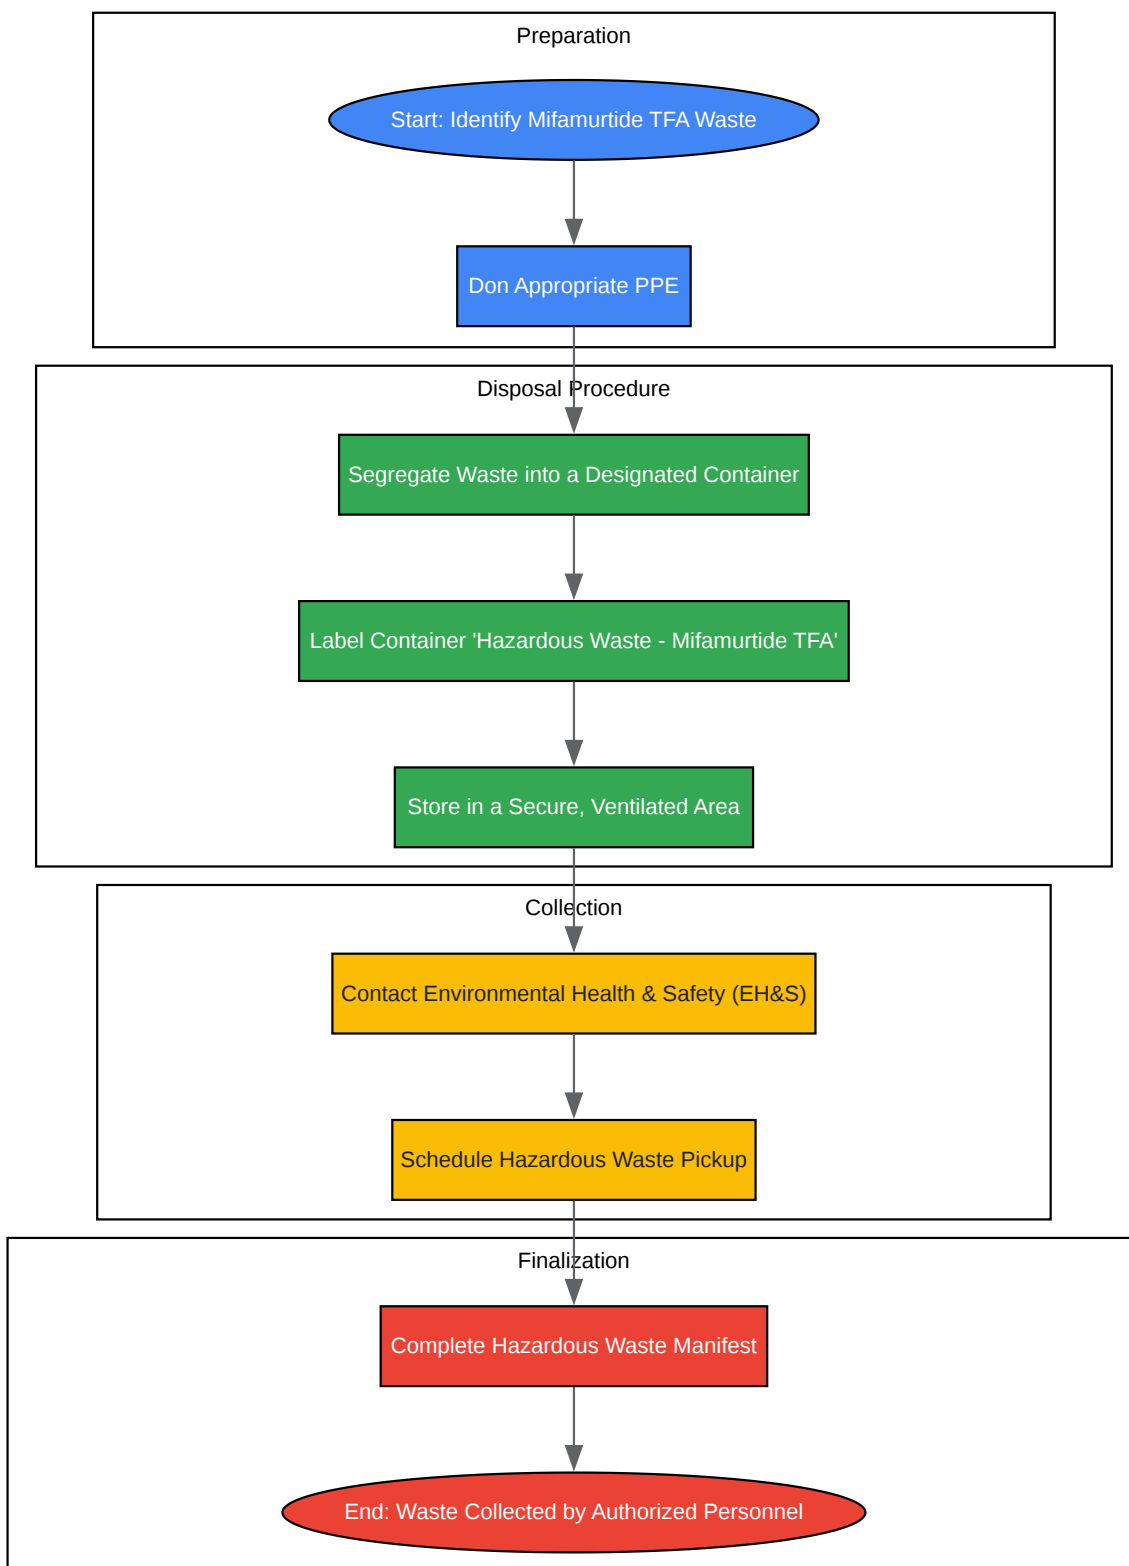 Preparation
Start: Identify Mifamurtide TFA Waste
Don Appropriate PPE
Disposal Procedure
Segregate Waste into a Designated Container
Label Container 'Hazardous Waste - Mifamurtide TFA'
Store in a Secure, Ventilated Area
Collection
Contact Environmental Health & Safety (EH&S)
Schedule Hazardous Waste Pickup
Finalization
Complete Hazardous Waste Manifest
End: Waste Collected by Authorized Personnel